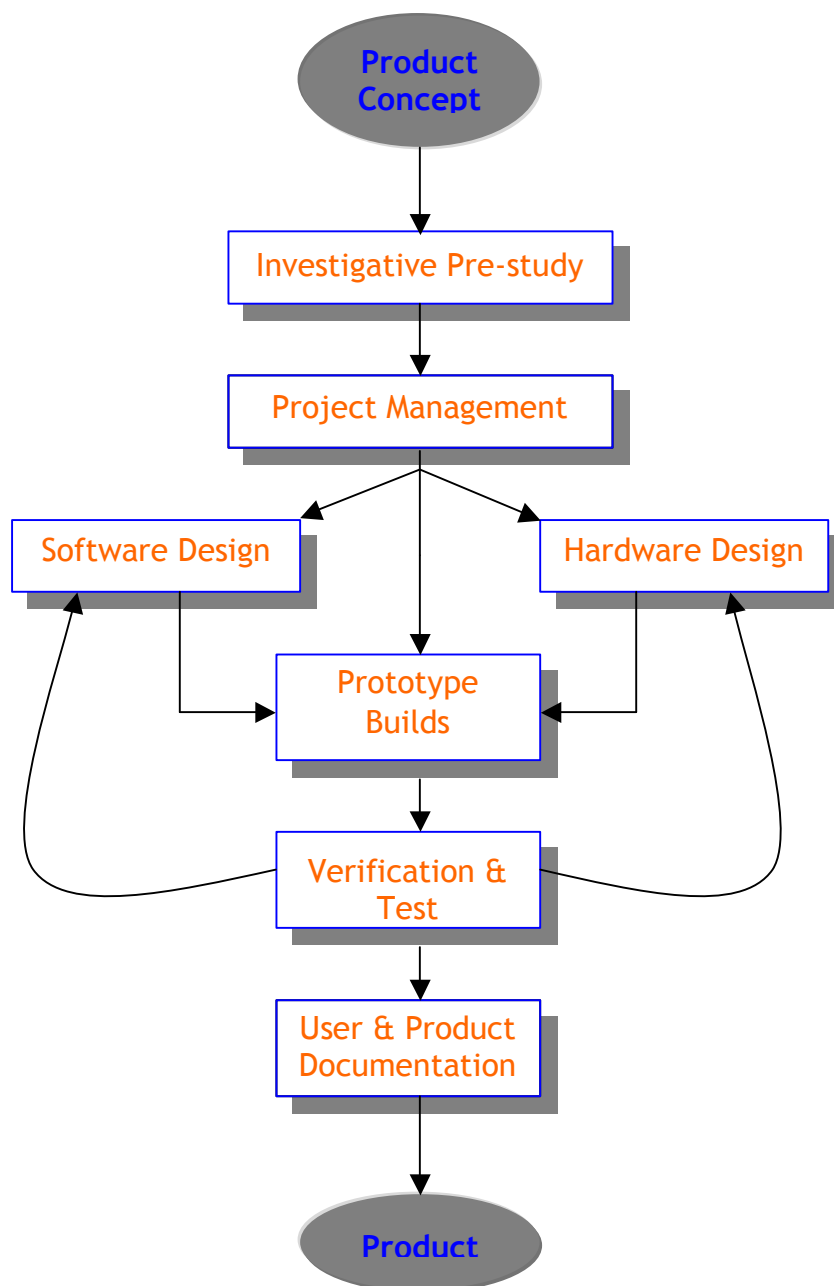 Product
Concept
Investigative Pre-study
Project Management
Software Design
Hardware Design
Prototype
Builds
Verification &
Test
User & Product
Documentation
Product